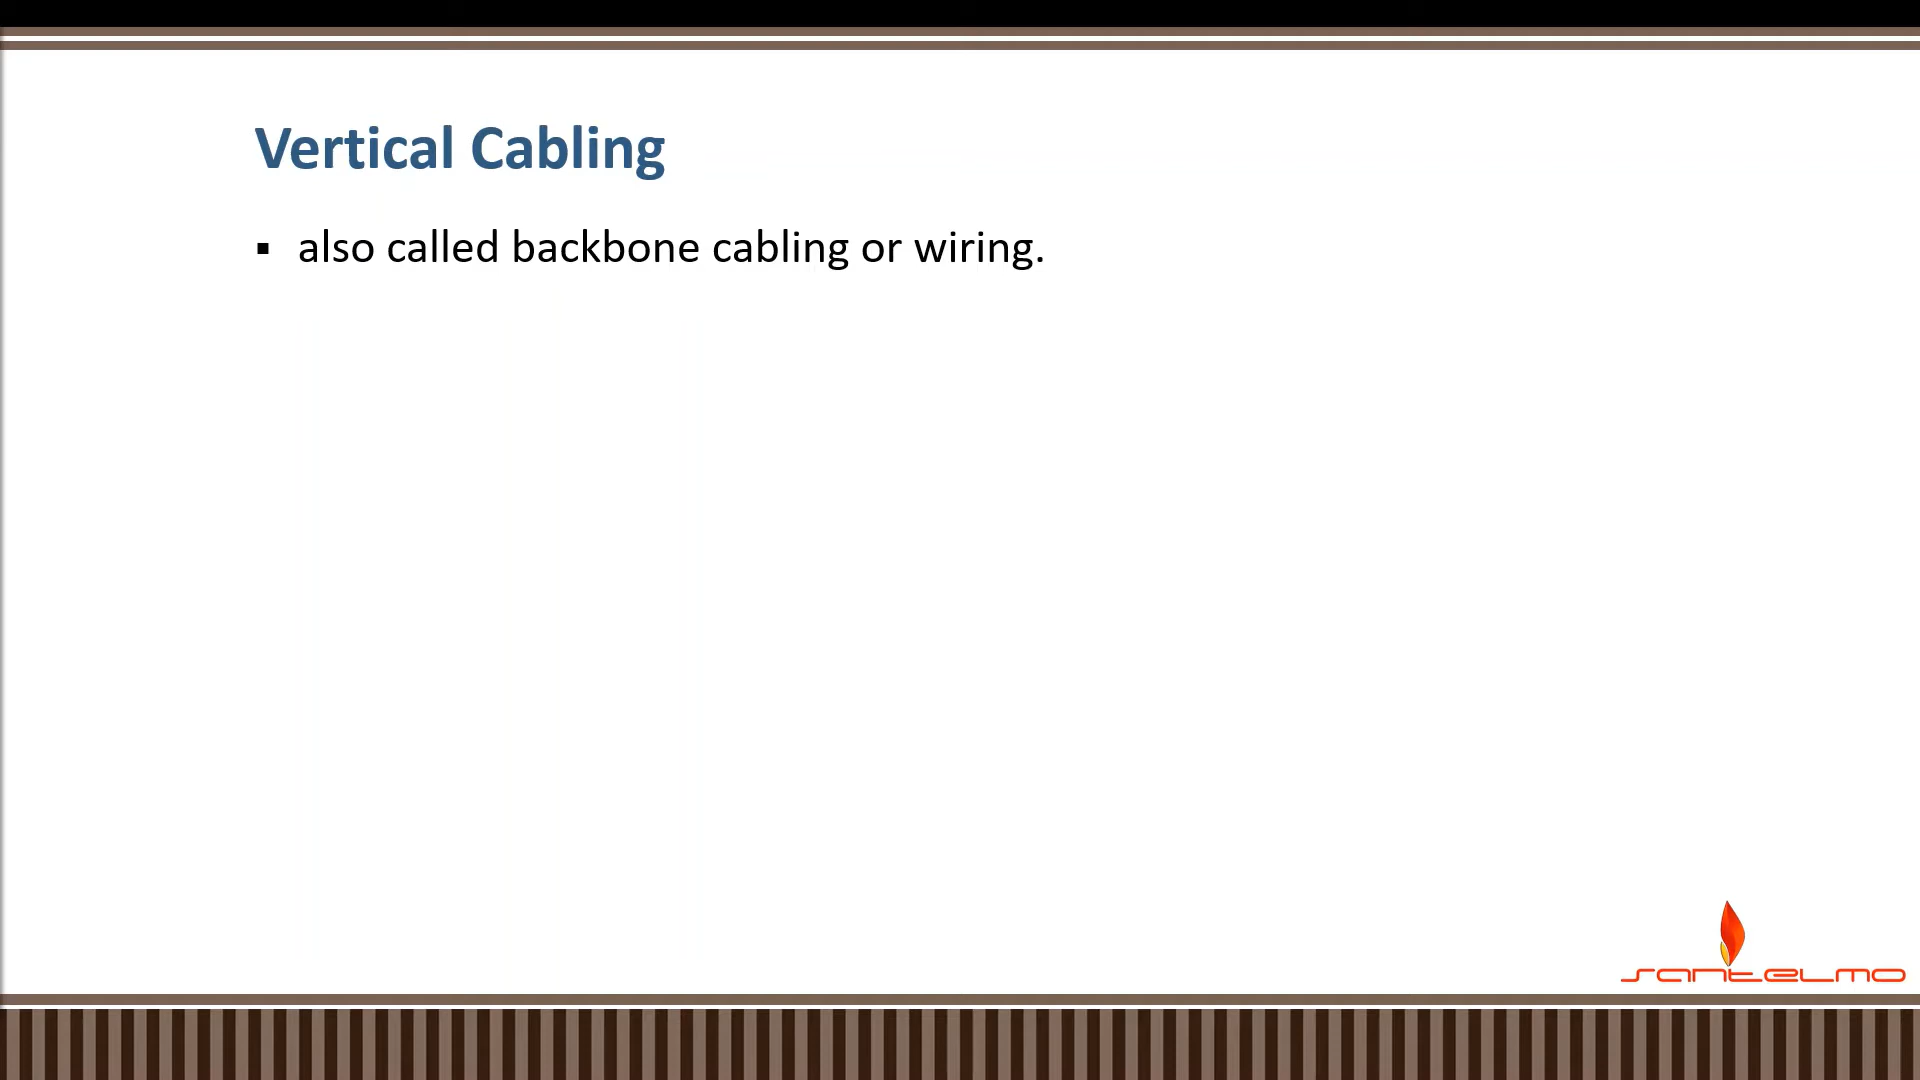 Vertical Cabling
▪ also called backbone cabling or wiring.
santelmo